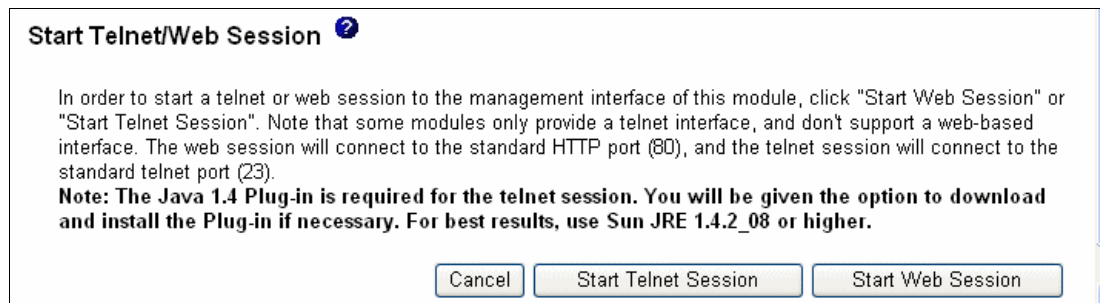 Start Telnet/Web Session ?
In order to start a telnet or web session to the management interface of this module, click "Start Web Session" or
"Start Telnet Session". Note that some modules only provide a telnet interface, and don't support a web-based
interface. The web session will connect to the standard HTTP port (80), and the telnet session will connect to the
standard telnet port (23).
Note: The Java 1.4 Plug-in is required for the telnet session. You will be given the option to download
and install the Plug-in if necessary. For best results, use Sun JRE 1.4.2_08 or higher.
Cancel Start Telnet Session Start Web Session